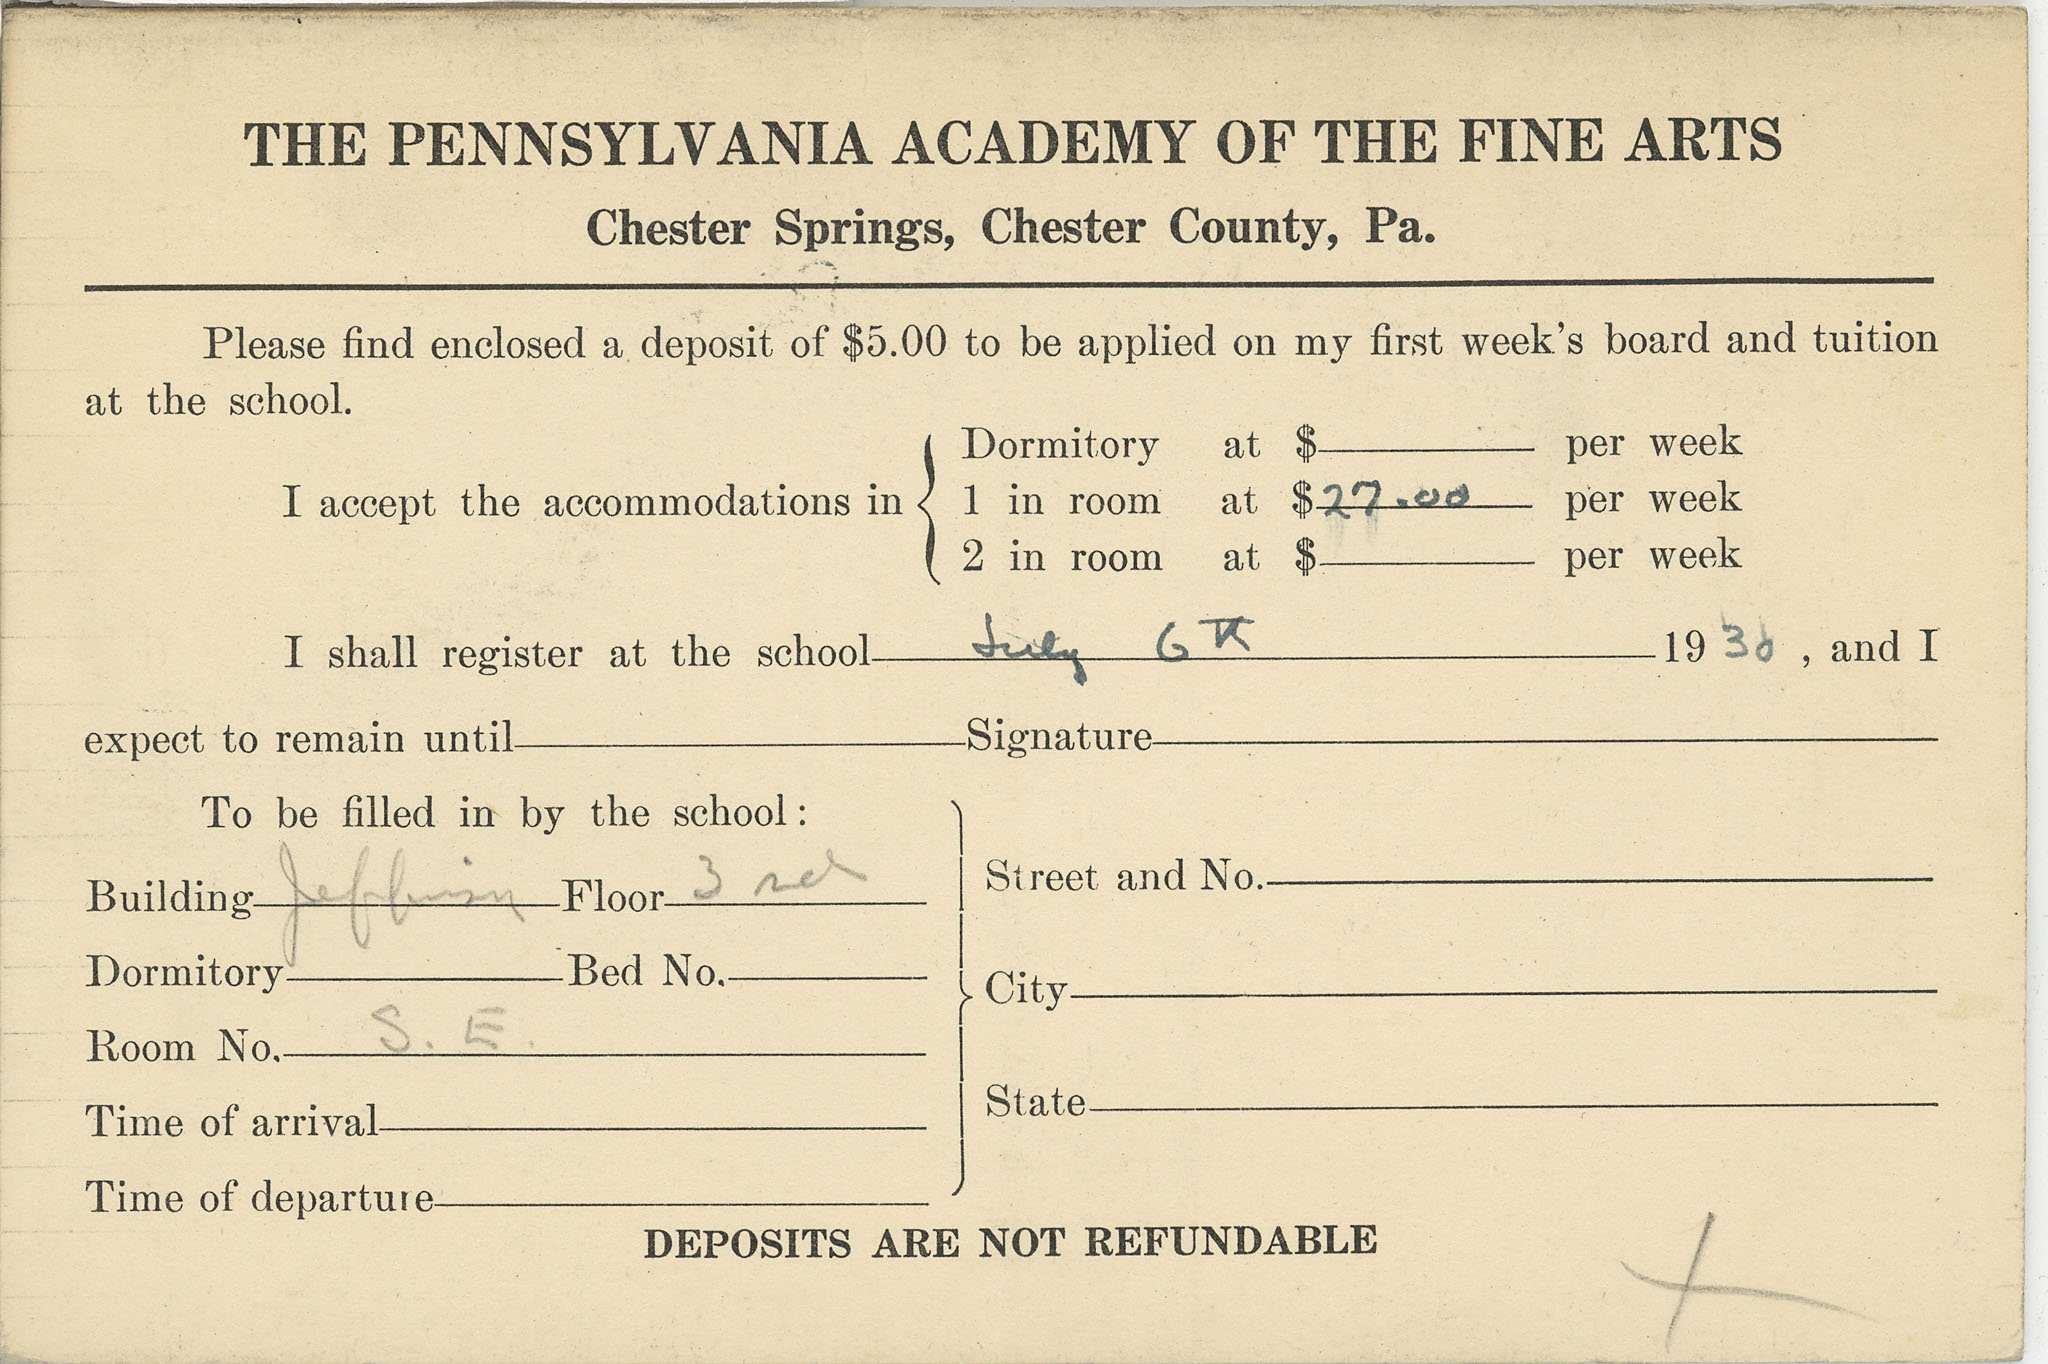 THE PENNSYLVANIA ACADEMY OF THE FINE ARTS
Chester Springs, Chester County, Pa.
Please find enclosed a deposit of $5.00 to be applied on my first week's board and tuition
at the school.
I accept the accommodations in
Dormitory at $ per week
1 in room at $27.00 per week
2 in room at $ per week
I shall register at the school July 6th 1930, and I
expect to remain until Signature
To be filled in by the school:
Building Jefferson Floor 3rd
Dormitory Bed No.
Room No. S. E.
Time of arrival
Time of departure
Street and No.
City
State
DEPOSITS ARE NOT REFUNDABLE